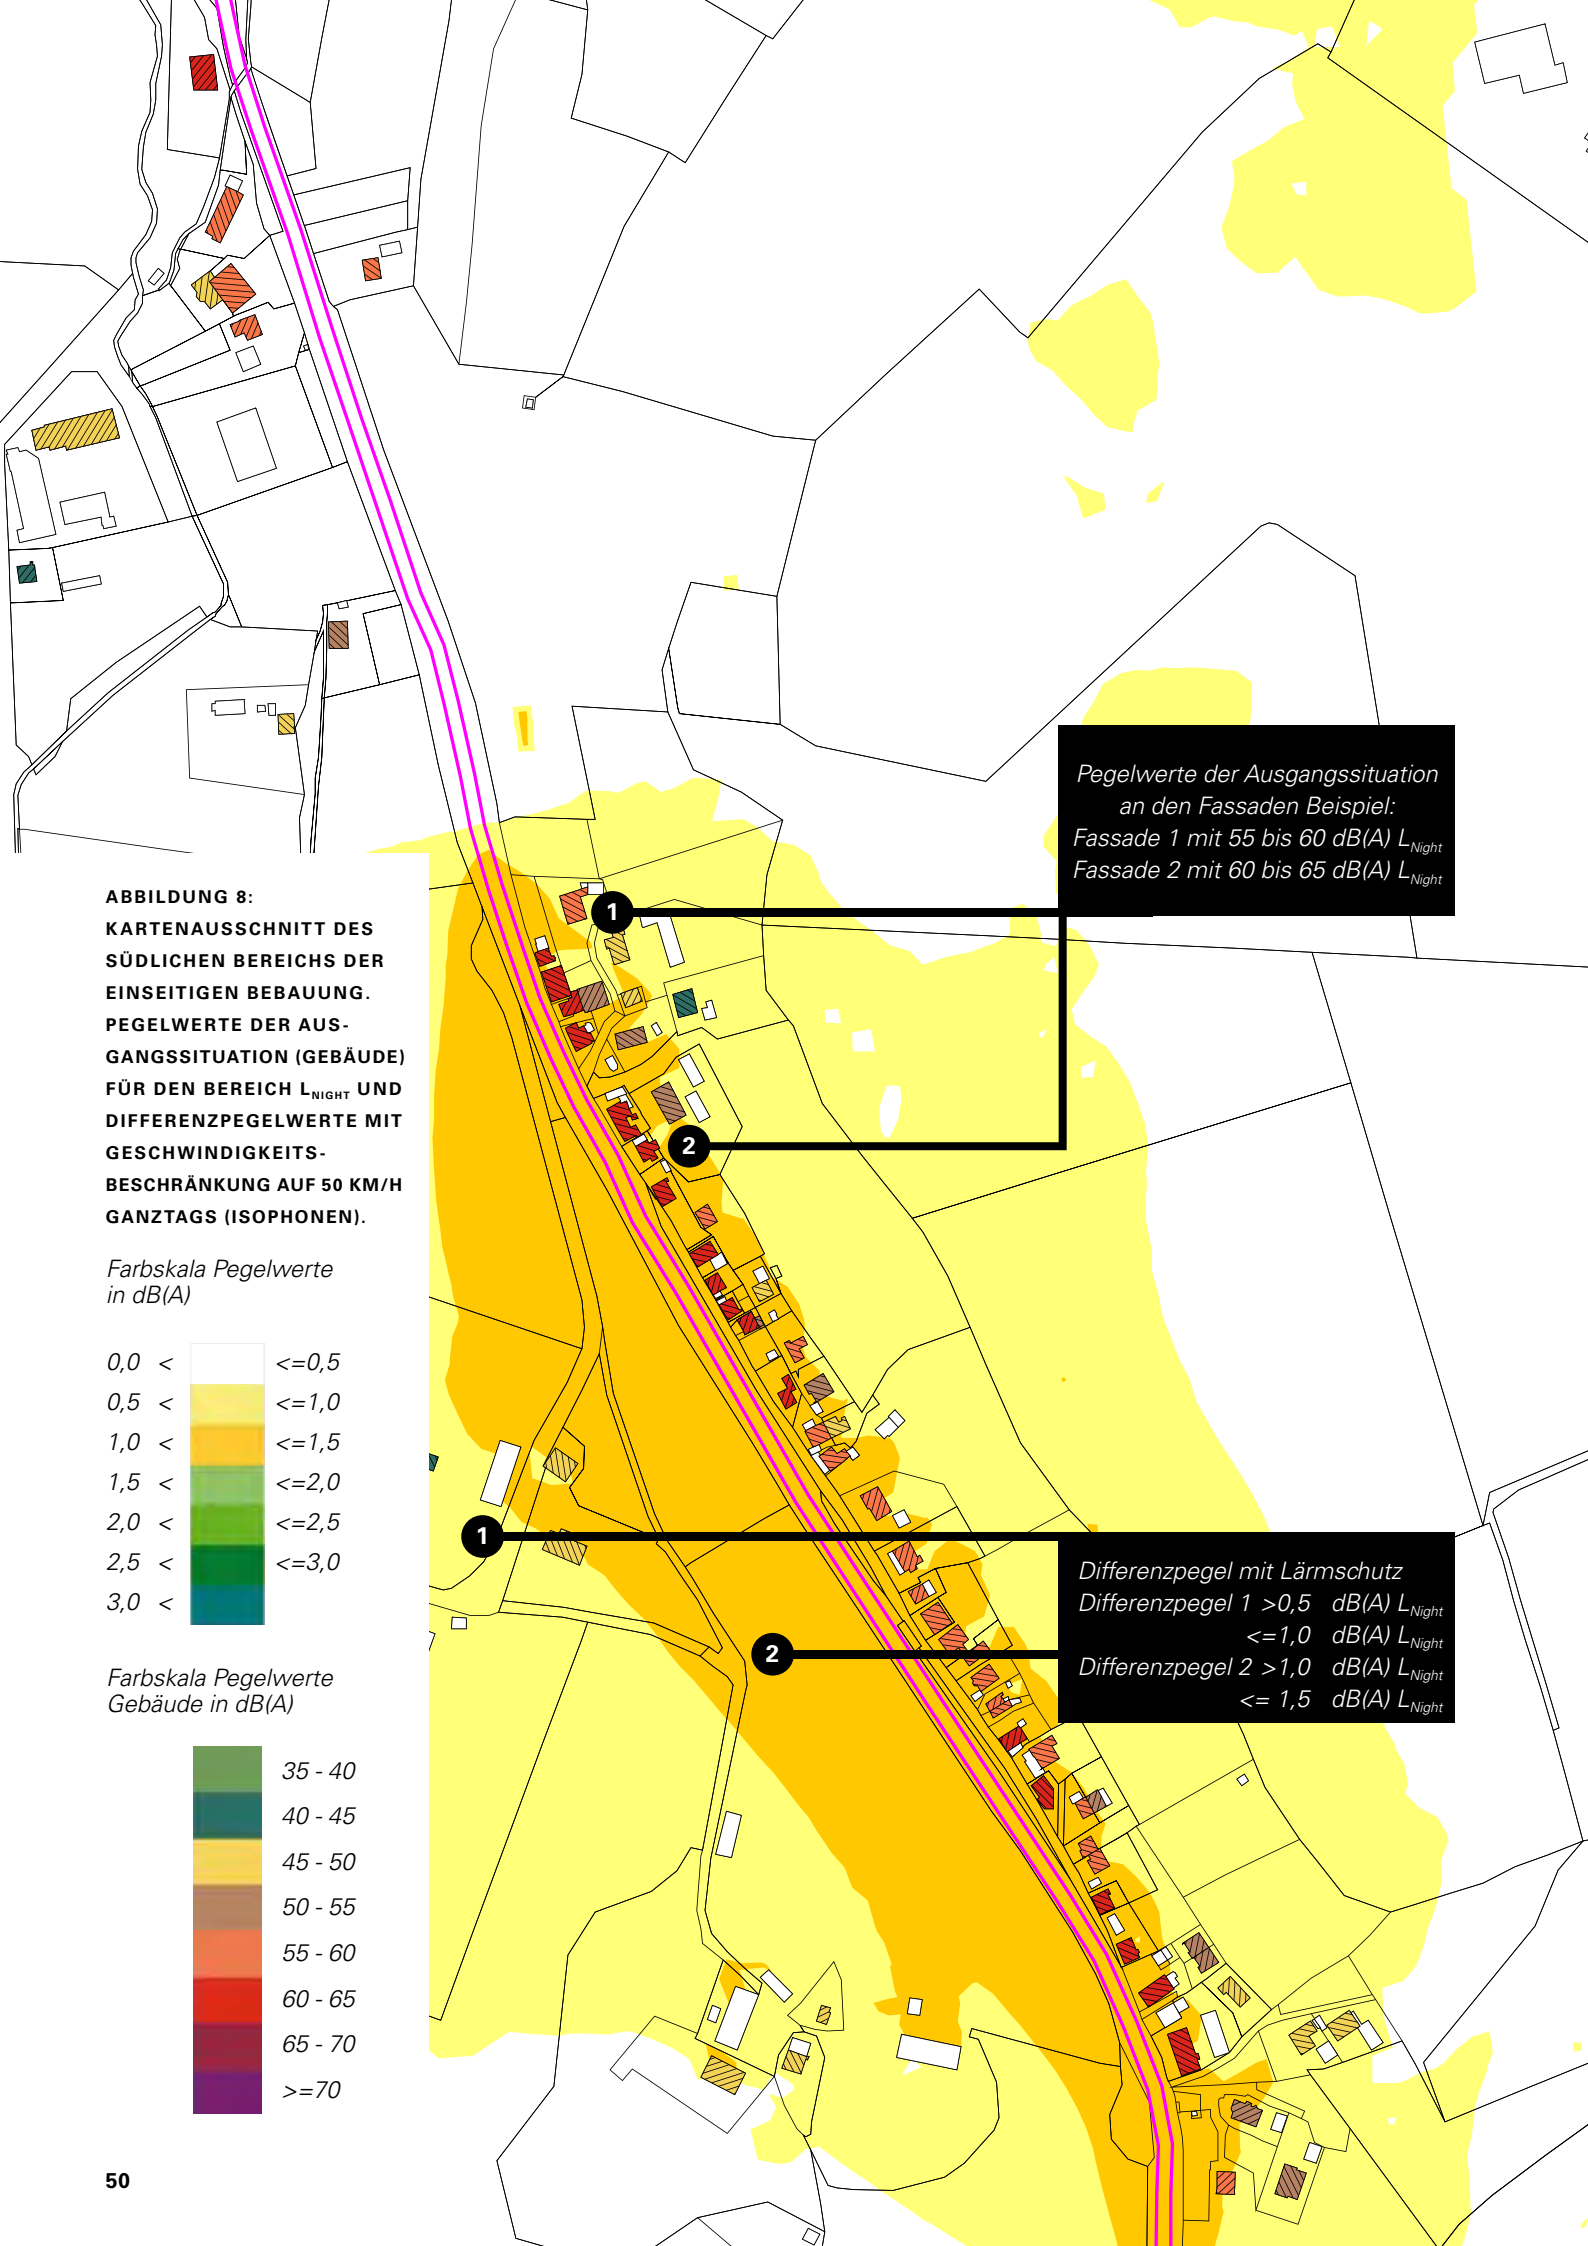 Pegelwerte der Ausgangssituation
an den Fassaden Beispiel:
Fassade 1 mit 55 bis 60 dB(A) LNight
Fassade 2 mit 60 bis 65 dB(A) LNight
1
2
ABBILDUNG 8:
KARTENAUSSCHNITT DES
SÜDLICHEN BEREICHS DER
EINSEITIGEN BEBAUUNG.
PEGELWERTE DER AUS-
GANGSSITUATION (GEBÄUDE)
FÜR DEN BEREICH LNIGHT UND
DIFFERENZPEGELWERTE MIT
GESCHWINDIGKEITS-
BESCHRÄNKUNG AUF 50 KM/H
GANZTAGS (ISOPHONEN).
Farbskala Pegelwerte
in dB(A)
0,0 < <=0,5
0,5 < <=1,0
1,0 < <=1,5
1,5 < <=2,0
2,0 < <=2,5
2,5 < <=3,0
3,0 <
1
2
Differenzpegel mit Lärmschutz
Differenzpegel 1 >0,5 dB(A) LNight
<=1,0 dB(A) LNight
Differenzpegel 2 >1,0 dB(A) LNight
<= 1,5 dB(A) LNight
Farbskala Pegelwerte
Gebäude in dB(A)
35 - 40
40 - 45
45 - 50
50 - 55
55 - 60
60 - 65
65 - 70
>=70
50